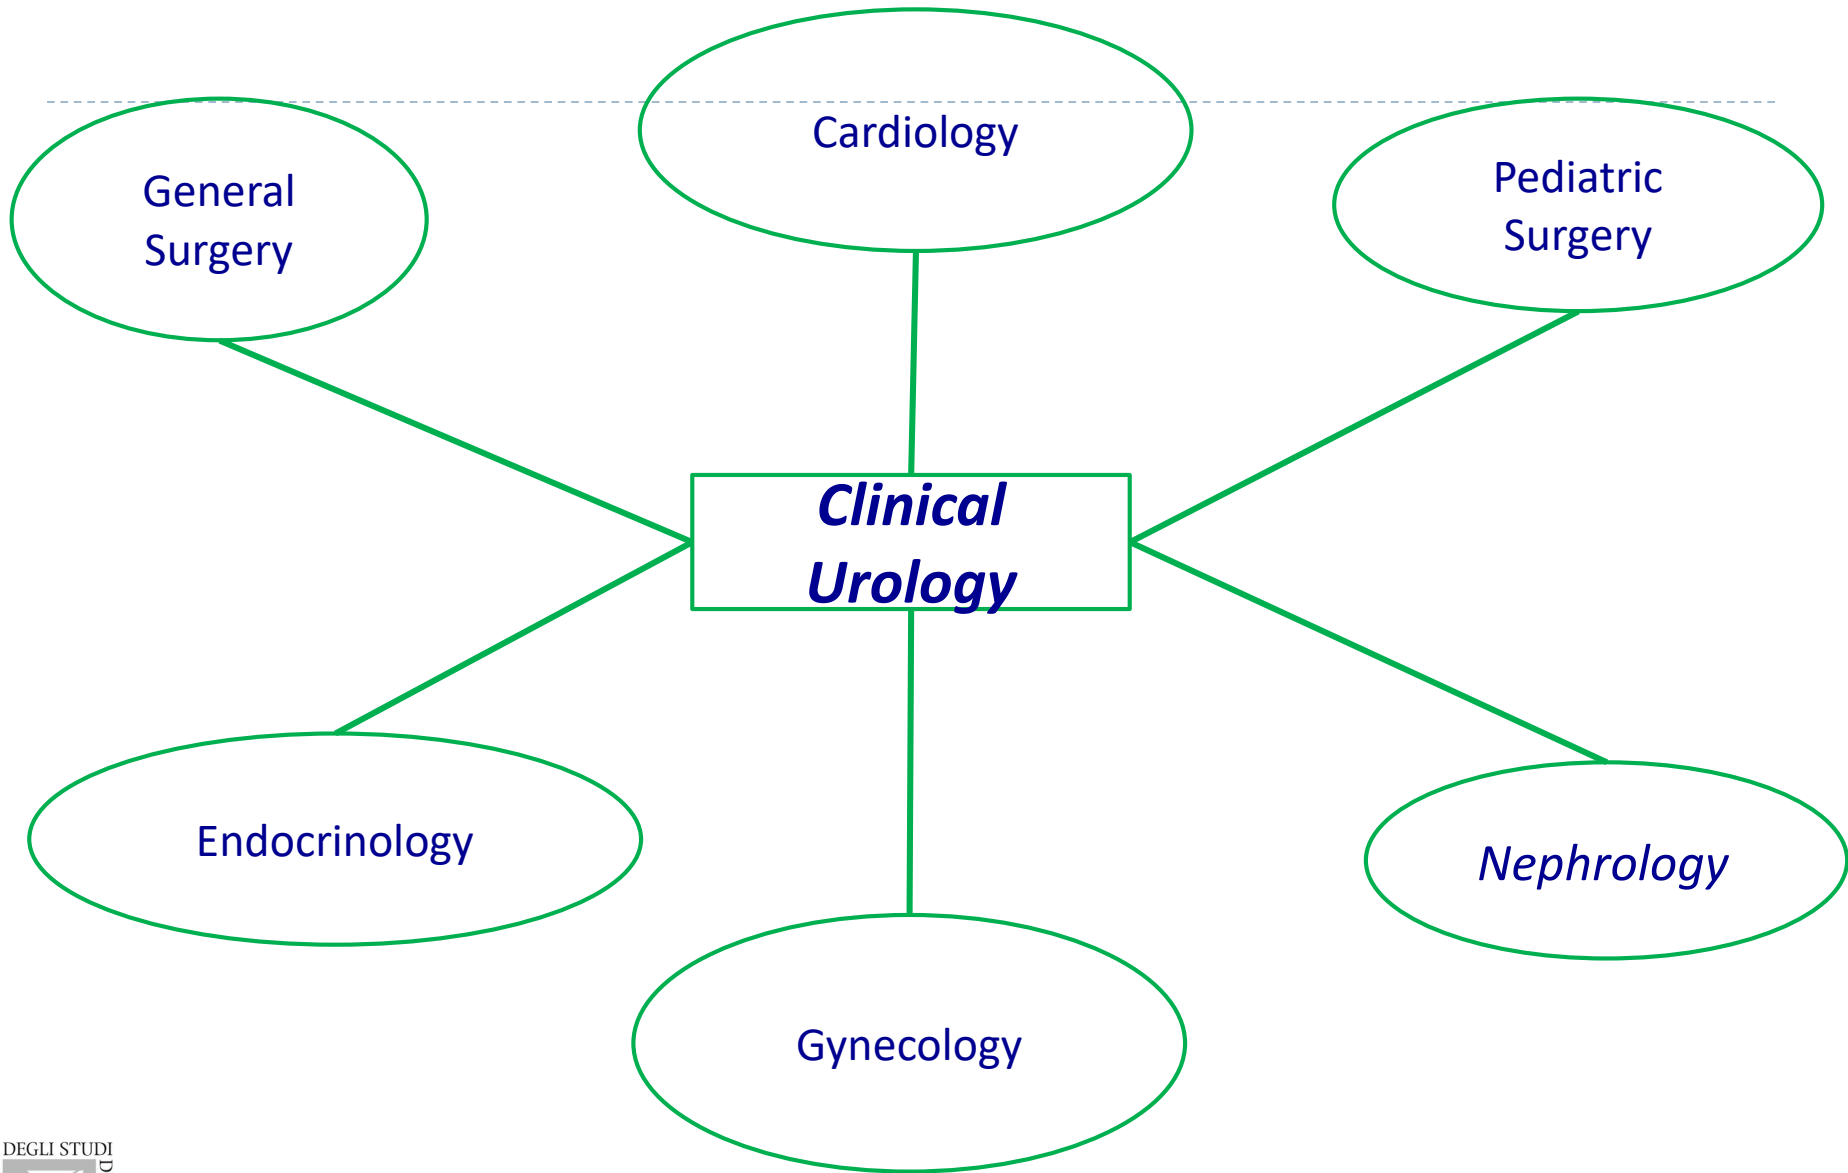 Cardiology
General
Surgery
Pediatric
Surgery
Clinical
Urology
Endocrinology
Nephrology
Gynecology
DEGLI STUDI
D